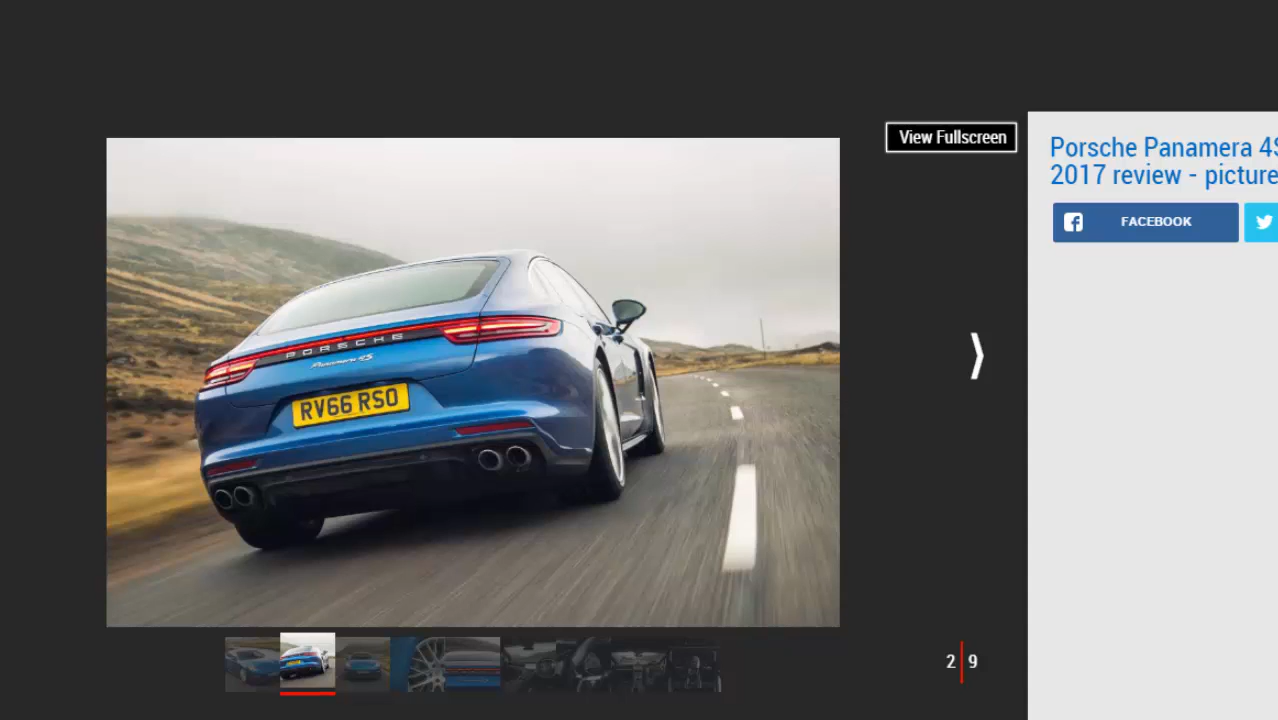 View Fullscreen
Porsche Panamera 4S
2017 review - picture
FACEBOOK
PORSCHE
Panamera 4S
RV66 RSO
2 9